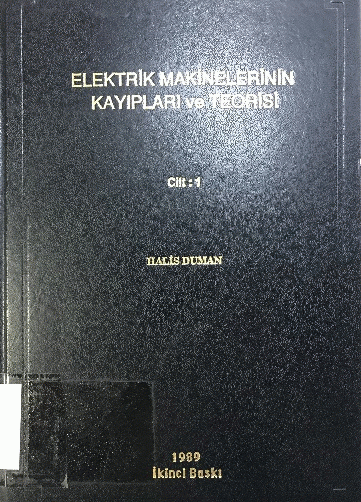 ELEKTRİK MAKİNELERİNİN
KAYIPLARI ve TEORİSİ
Cilt : 1
HALİS DUMAN
1989
İkinci Baskı